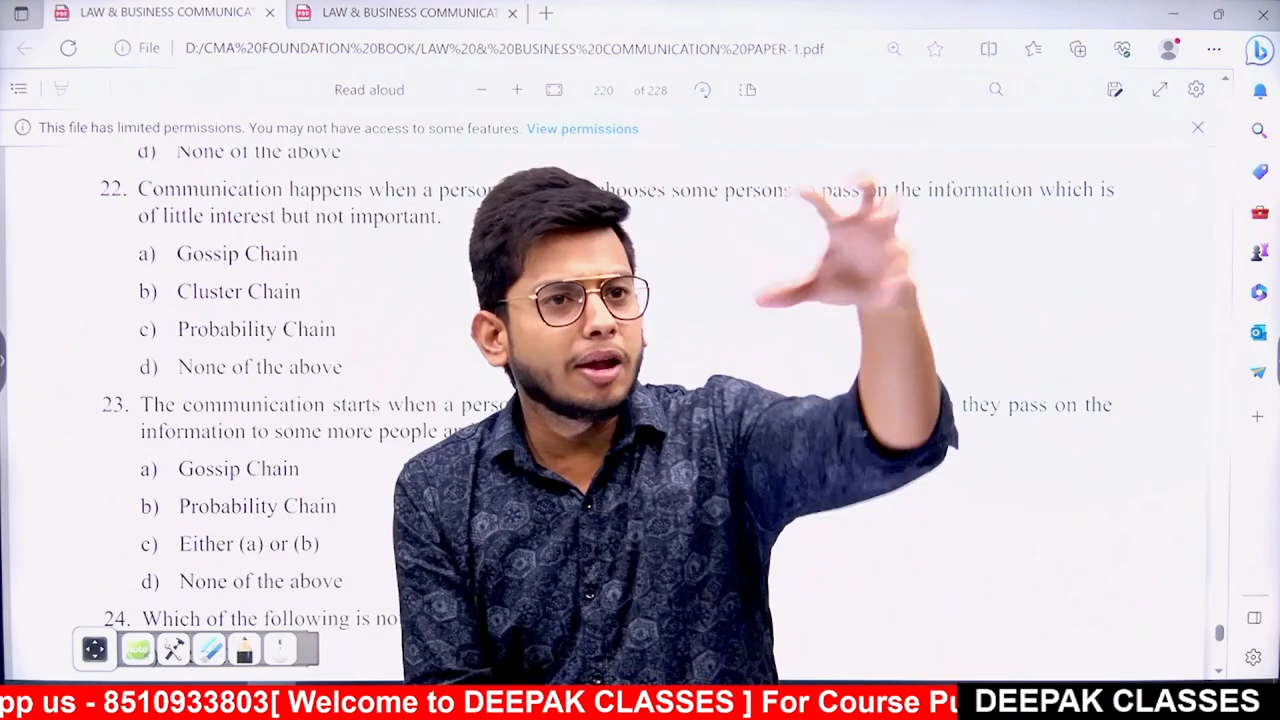 LAW & BUSINESS COMMUNICAT
LAW & BUSINESS COMMUNICAT
File
D:/CMA%20FOUNDATION%20BOOK/LAW%20&%20BUSINESS%20COMMUNICATION%20PAPER-1.pdf
Read aloud
220 of 228
This file has limited permissions. You may not have access to some features. View permissions
d) None of the above
22. Communication happens when a person chooses some persons pass on the information which is
of little interest but not important.
a) Gossip Chain
b) Cluster Chain
c) Probability Chain
d) None of the above
23. The communication starts when a perso they pass on the
information to some more people
a) Gossip Chain
b) Probability Chain
c) Either (a) or (b)
d) None of the above
24. Which of the following is no
auto
pp us - 8510933803[ Welcome to DEEPAK CLASSES ] For Course Pu
DEEPAK CLASSES